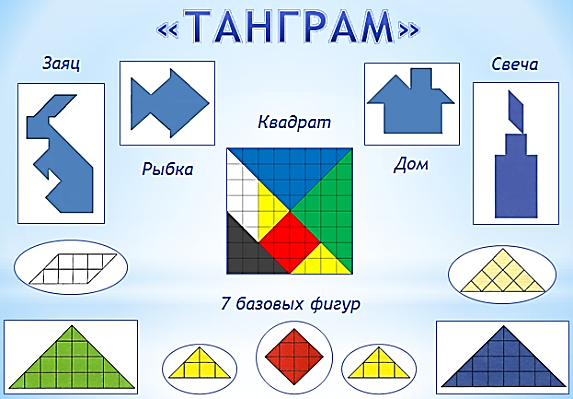 «ТАНГРАМ»
Заяц
Свеча
Квадрат
Рыбка
Дом
7 базовых фигур